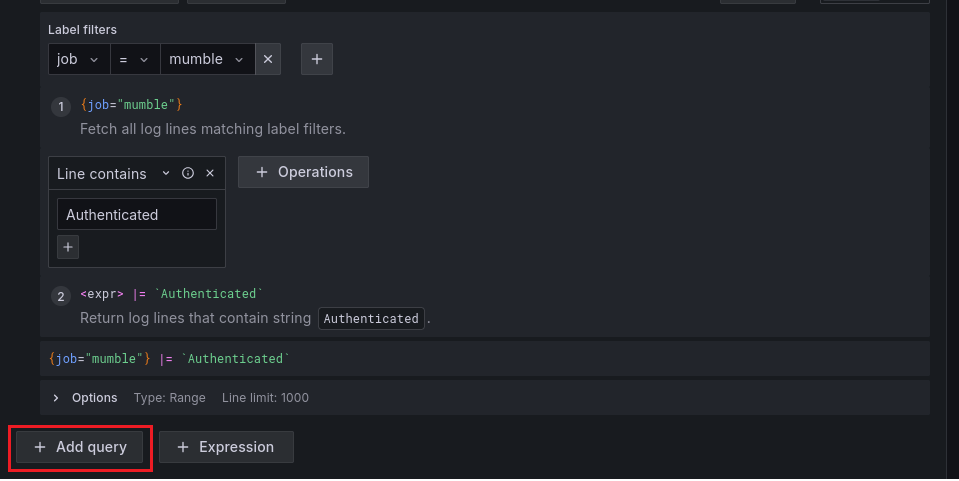 Label filters
job = mumble
1 {job="mumble"}
Fetch all log lines matching label filters.
Line contains
Operations
Authenticated
2 <expr> |= `Authenticated`
Return log lines that contain string Authenticated.
{job="mumble"} |= `Authenticated`
Options Type: Range Line limit: 1000
+ Add query + Expression